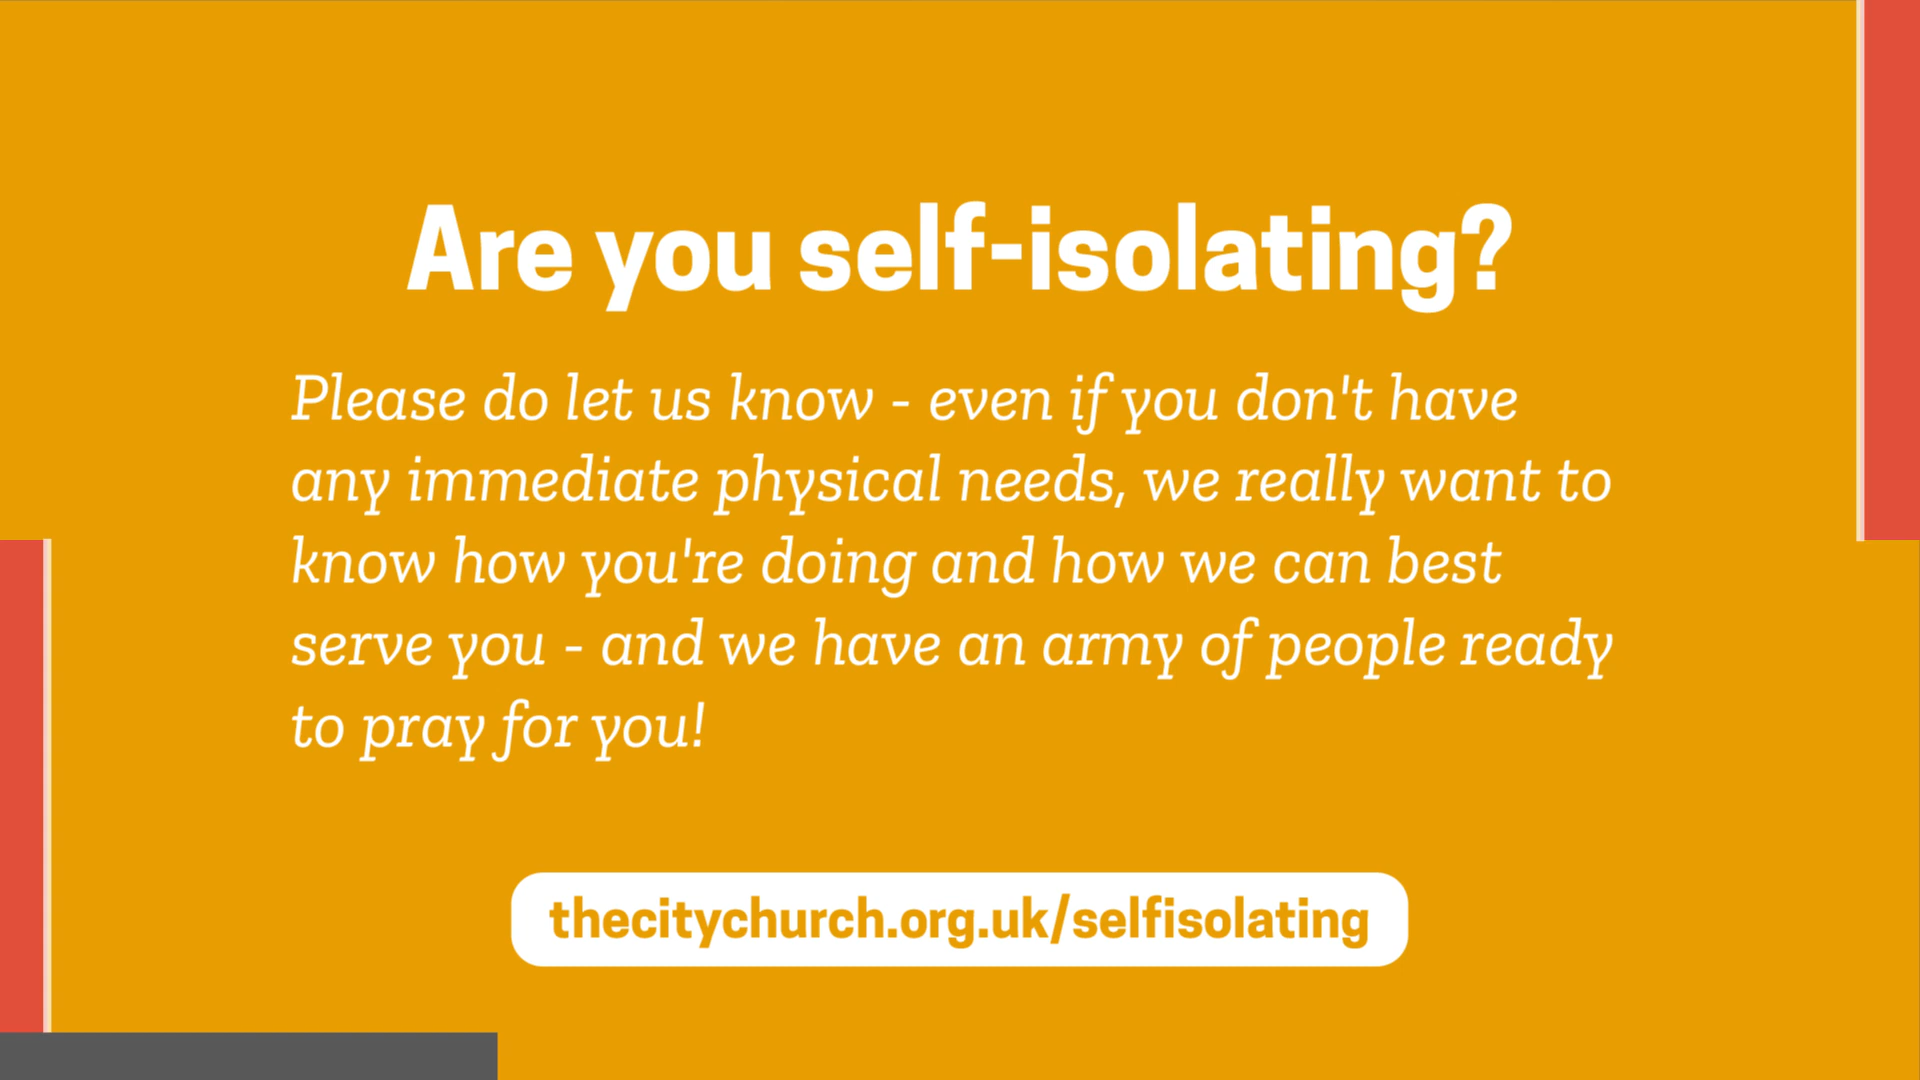 Are you self-isolating?
Please do let us know - even if you don't have
any immediate physical needs, we really want to
know how you're doing and how we can best
serve you - and we have an army of people ready
to pray for you!
thecitychurch.org.uk/selfisolating